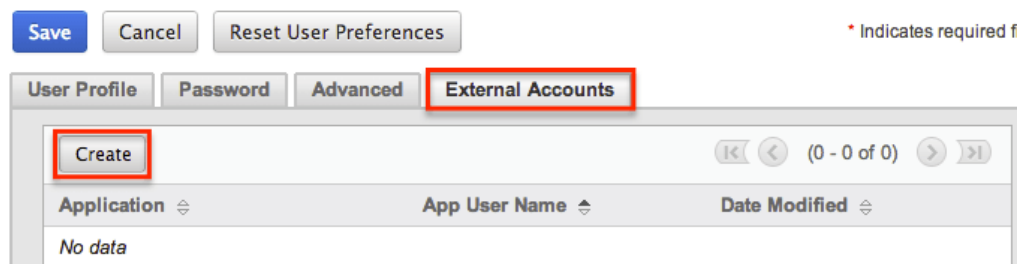 Save Cancel Reset User Preferences * Indicates required fi
User Profile Password Advanced External Accounts
Create (0 - 0 of 0)
Application App User Name Date Modified
No data